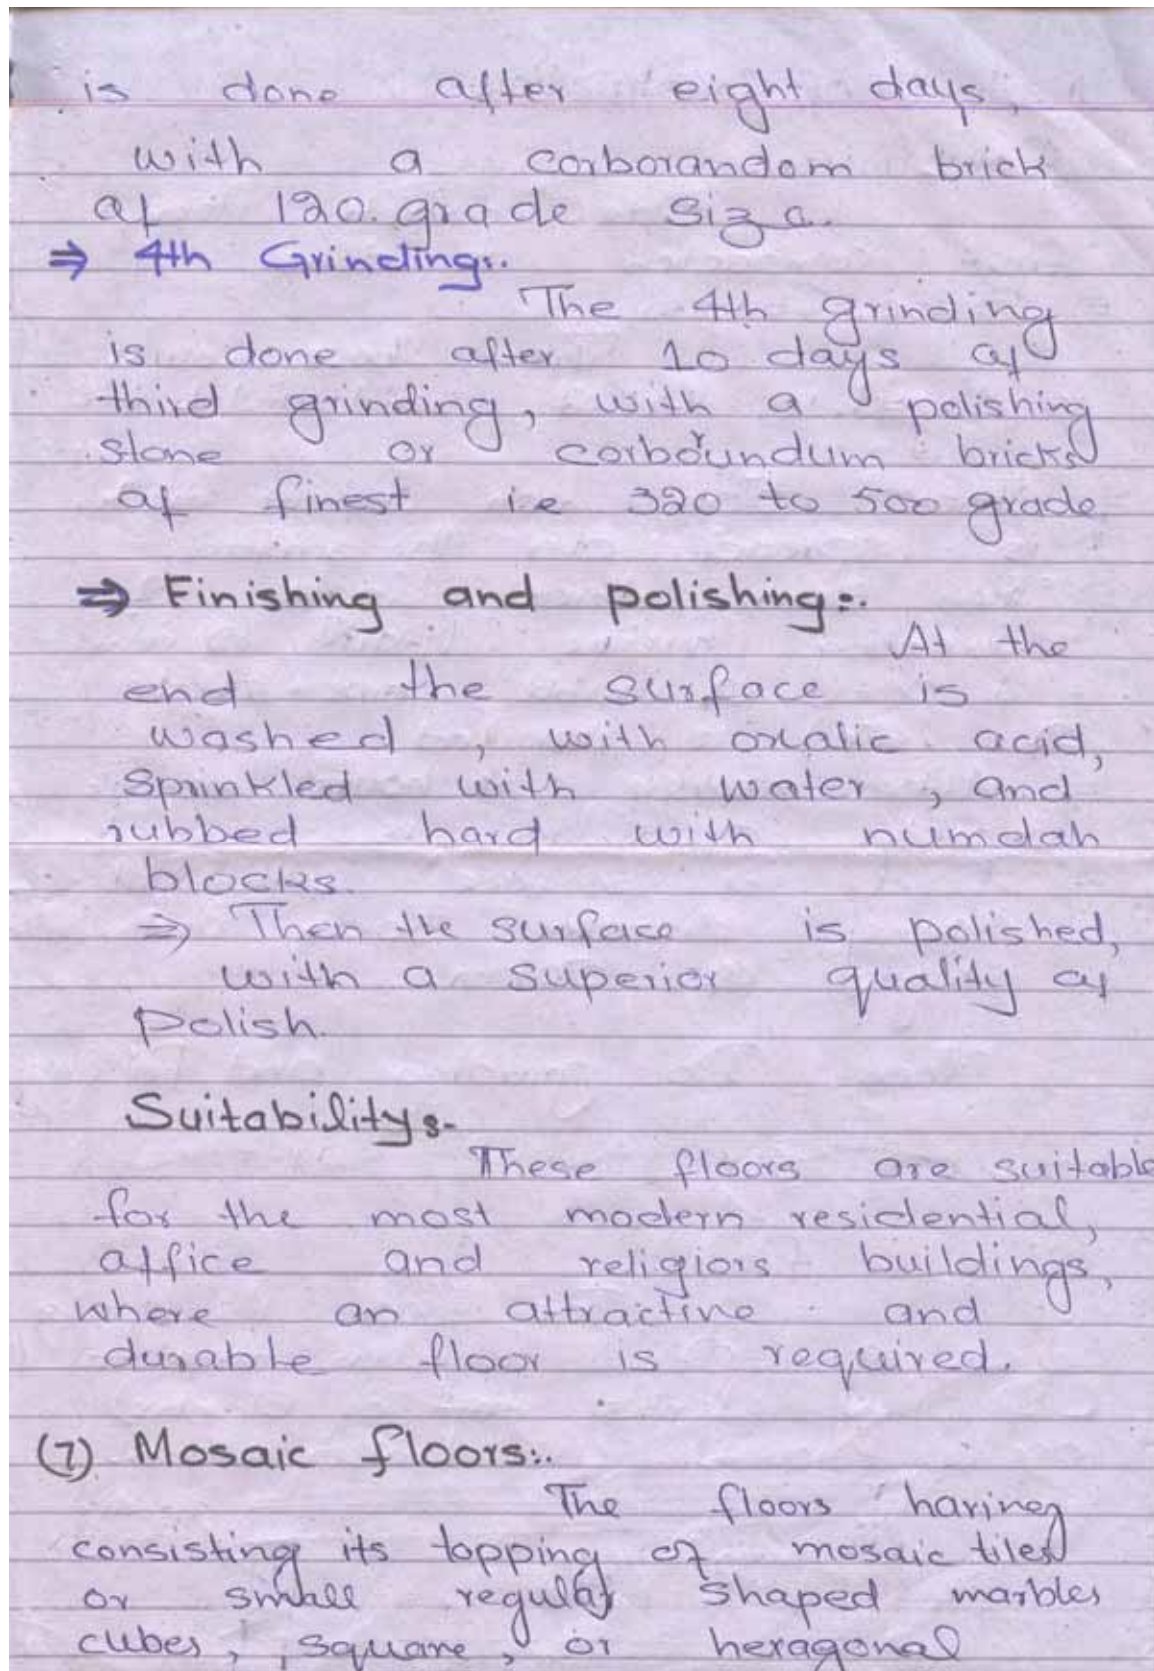 is done after eight days,
with a corborandom brick
of 120 grade size.
⇒ 4th Grinding:.
The 4th grinding
is done after 10 days of
third grinding, with a polishing
stone or corboundum bricks
of finest i.e 320 to 500 grade
⇒ Finishing and polishing:.
At the
end the surface is
washed, with oxalic acid,
sprinkled with water, and
rubbed hard with numdah
blocks.
⇒ Then the surface is polished,
with a superior quality of
polish.
Suitability:-
These floors are suitable
for the most modern residential,
office and religiors buildings,
where an attractine and
durable floor is required.
(7) Mosaic floors:.
The floors having
consisting its topping of mosaic tiles
or small regular shaped marbles
cubes, square, or hexagonal